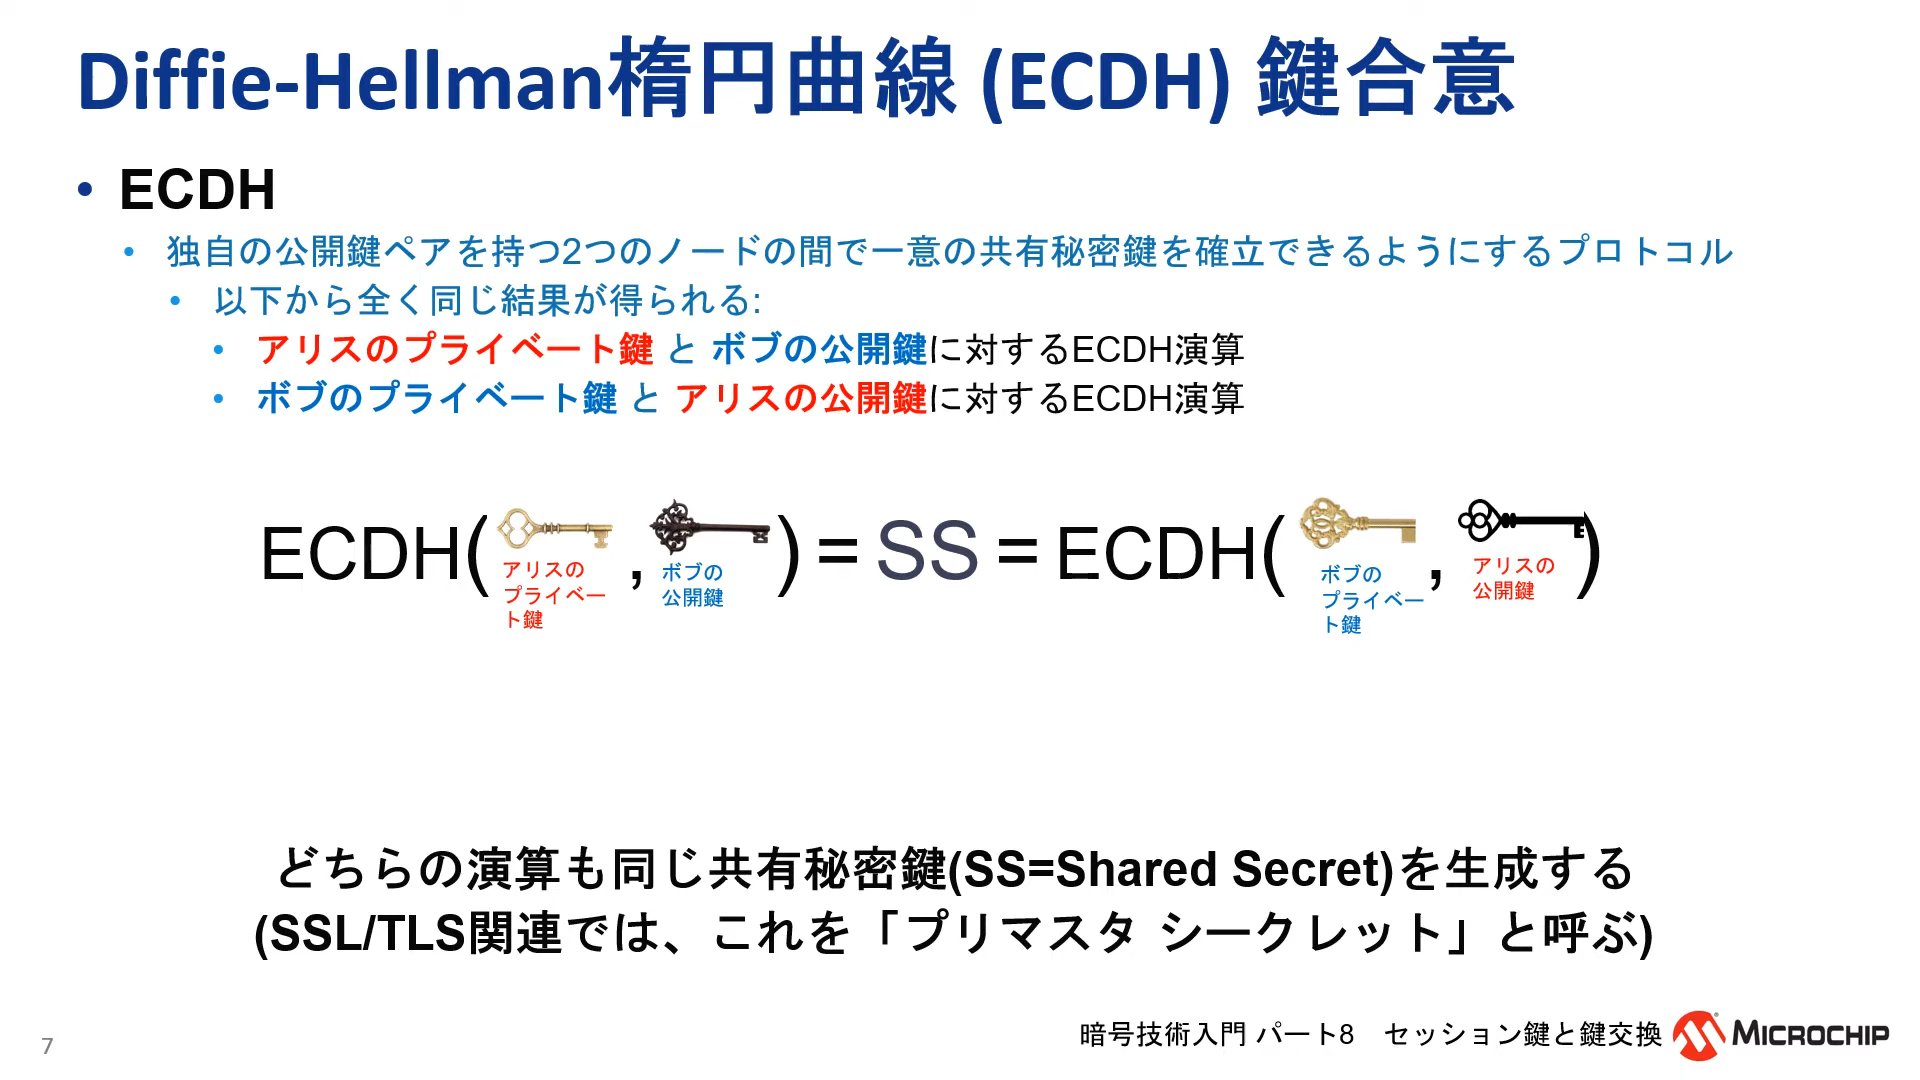 Diffie-Hellman楕円曲線 (ECDH) 鍵合意
• ECDH
• 独自の公開鍵ペアを持つ2つのノードの間で一意の共有秘密鍵を確立できるようにするプロトコル
• 以下から全く同じ結果が得られる:
• アリスのプライベート鍵 と ボブの公開鍵に対するECDH演算
• ボブのプライベート鍵 と アリスの公開鍵に対するECDH演算
ECDH( , ) = SS = ECDH( , )
アリスの
プライベー
ト鍵
ボブの
公開鍵
ボブの
プライベー
ト鍵
アリスの
公開鍵
どちらの演算も同じ共有秘密鍵(SS=Shared Secret)を生成する
(SSL/TLS関連では、これを「プリマスタ シークレット」と呼ぶ)
7
暗号技術入門 パート8　セッション鍵と鍵交換
MICROCHIP